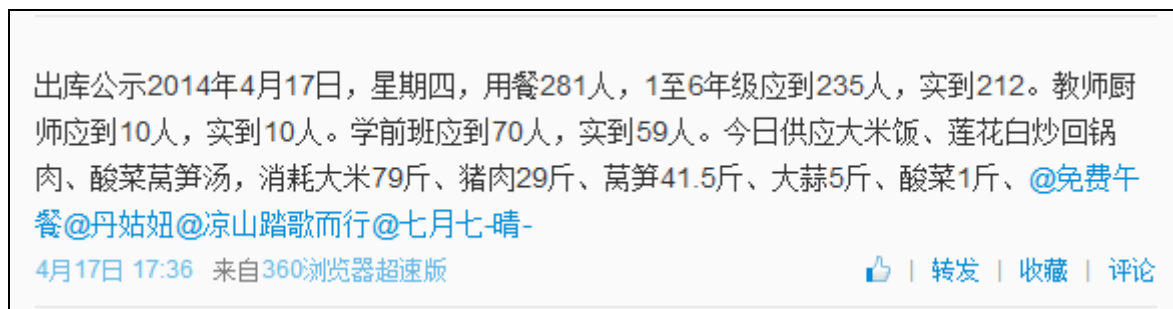 出库公示2014年4月17日，星期四，用餐281人，1至6年级应到235人，实到212。教师厨
师应到10人，实到10人。学前班应到70人，实到59人。今日供应大米饭、莲花白炒回锅
肉、酸菜莴笋汤，消耗大米79斤、猪肉29斤、莴笋41.5斤、大蒜5斤、酸菜1斤、@免费午
餐@丹姑妞@凉山踏歌而行@七月七-晴-
4月17日 17:36 来自360浏览器超速版 | 转发 | 收藏 | 评论